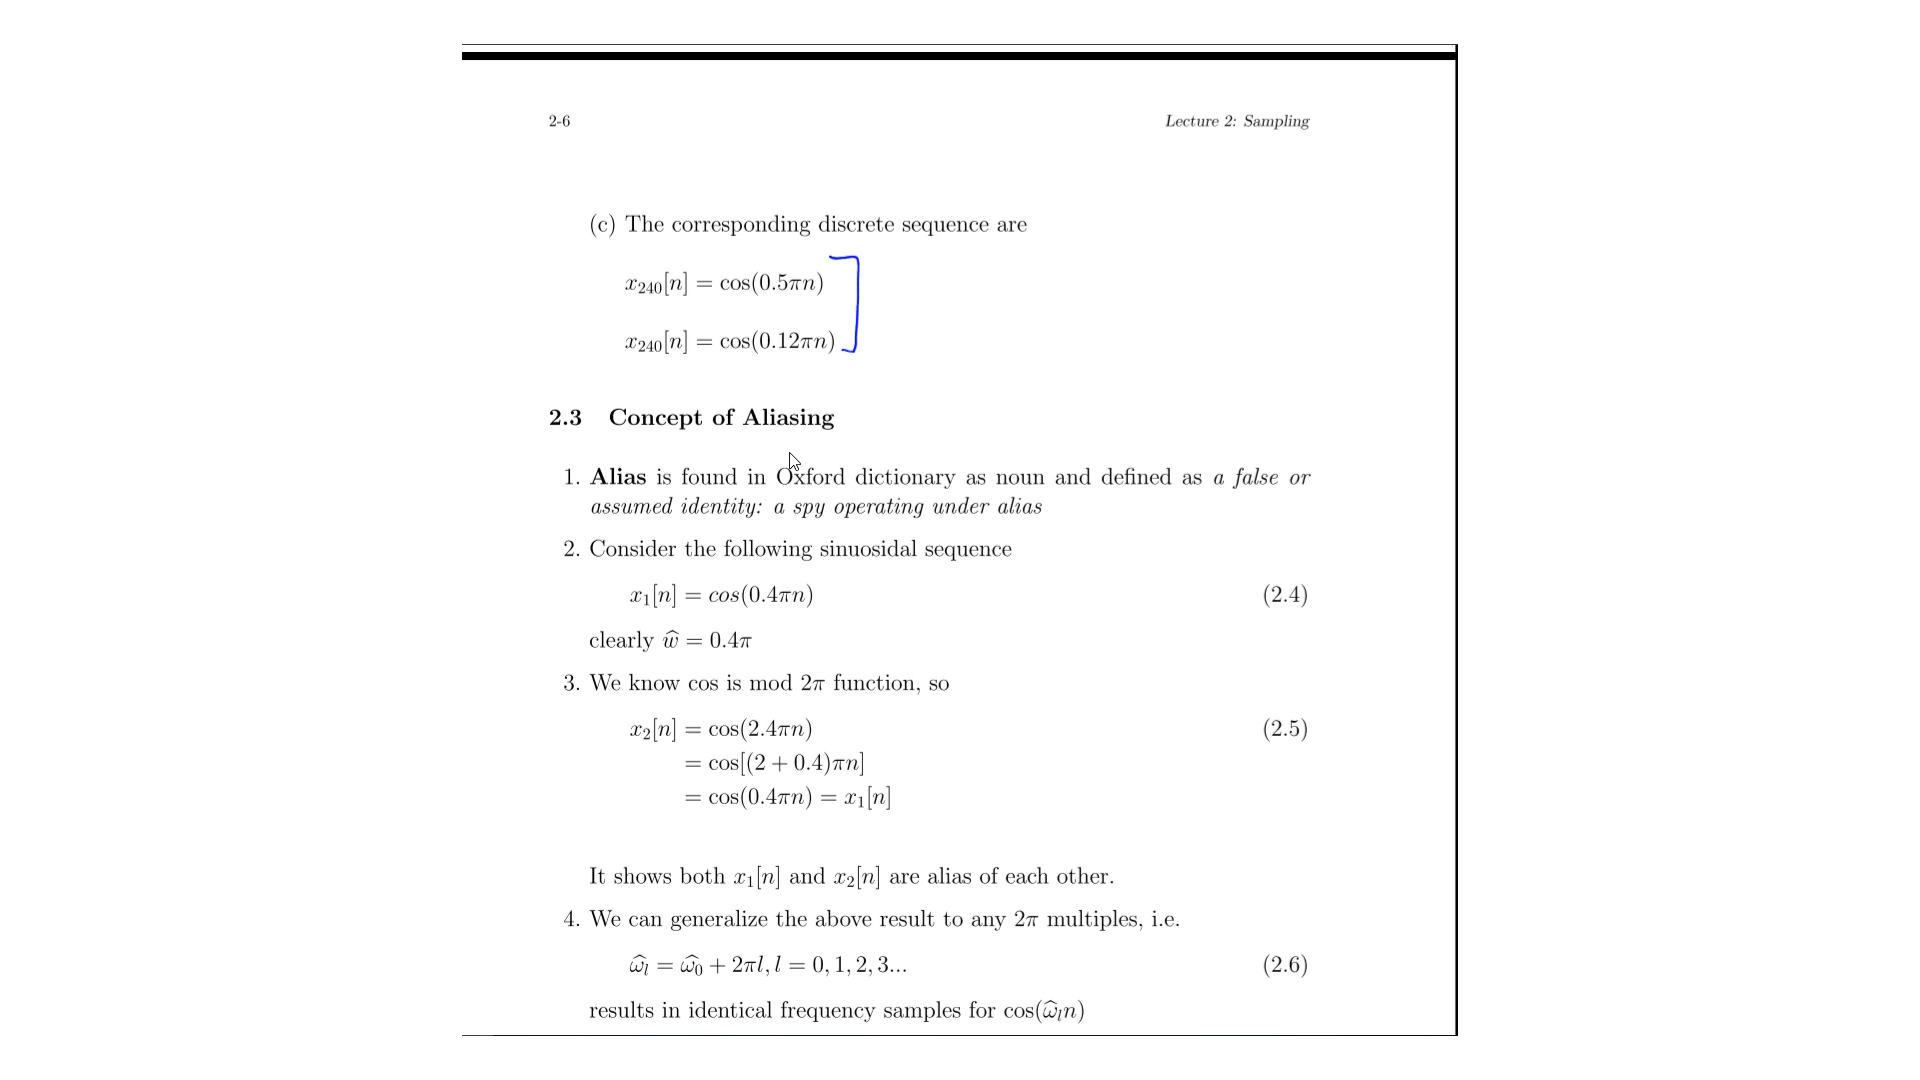 2-6
Lecture 2: Sampling
(c) The corresponding discrete sequence are
x₂₄₀[n] = cos(0.5πn)
x₂₄₀[n] = cos(0.12πn)
2.3 Concept of Aliasing
1. Alias is found in Oxford dictionary as noun and defined as a false or
assumed identity: a spy operating under alias
2. Consider the following sinuosidal sequence
x₁[n] = cos(0.4πn) (2.4)
clearly ŵ = 0.4π
3. We know cos is mod 2π function, so
x₂[n] = cos(2.4πn) (2.5)
= cos[(2 + 0.4)πn]
= cos(0.4πn) = x₁[n]
It shows both x₁[n] and x₂[n] are alias of each other.
4. We can generalize the above result to any 2π multiples, i.e.
ω̂ₗ = ω̂₀ + 2πl, l = 0, 1, 2, 3... (2.6)
results in identical frequency samples for cos(ω̂ₗn)